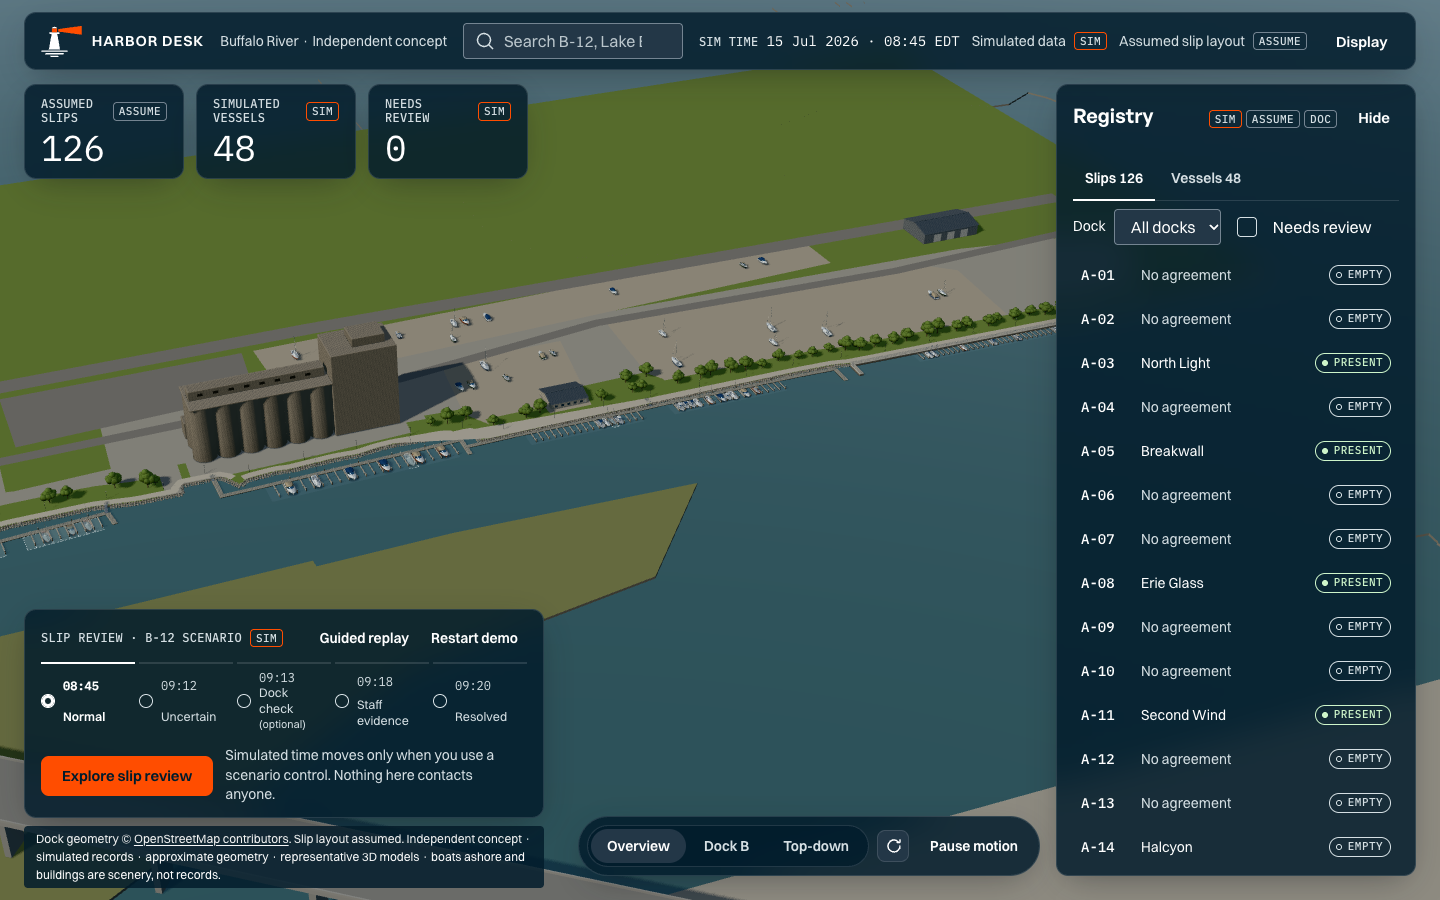 HARBOR DESK
Buffalo River · Independent concept
Search B-12, Lake
SIM TIME 15 Jul 2026 · 08:45 EDT
Simulated data SIM
Assumed slip layout ASSUME
Display
ASSUMED SLIPS ASSUME
126
SIMULATED VESSELS SIM
48
NEEDS REVIEW SIM
0
Registry SIM ASSUME DOC Hide
Slips 126 Vessels 48
Dock All docks Needs review
A-01 No agreement EMPTY
A-02 No agreement EMPTY
A-03 North Light PRESENT
A-04 No agreement EMPTY
A-05 Breakwall PRESENT
A-06 No agreement EMPTY
A-07 No agreement EMPTY
A-08 Erie Glass PRESENT
A-09 No agreement EMPTY
A-10 No agreement EMPTY
A-11 Second Wind PRESENT
A-12 No agreement EMPTY
A-13 No agreement EMPTY
A-14 Halcyon PRESENT
SLIP REVIEW · B-12 SCENARIO SIM Guided replay Restart demo
08:45 Normal
09:12 Uncertain
09:13 Dock check (optional)
09:18 Staff evidence
09:20 Resolved
Explore slip review
Simulated time moves only when you use a
scenario control. Nothing here contacts
anyone.
Dock geometry © OpenStreetMap contributors. Slip layout assumed. Independent concept ·
simulated records · approximate geometry · representative 3D models · boats ashore and
buildings are scenery, not records.
Overview Dock B Top-down Pause motion